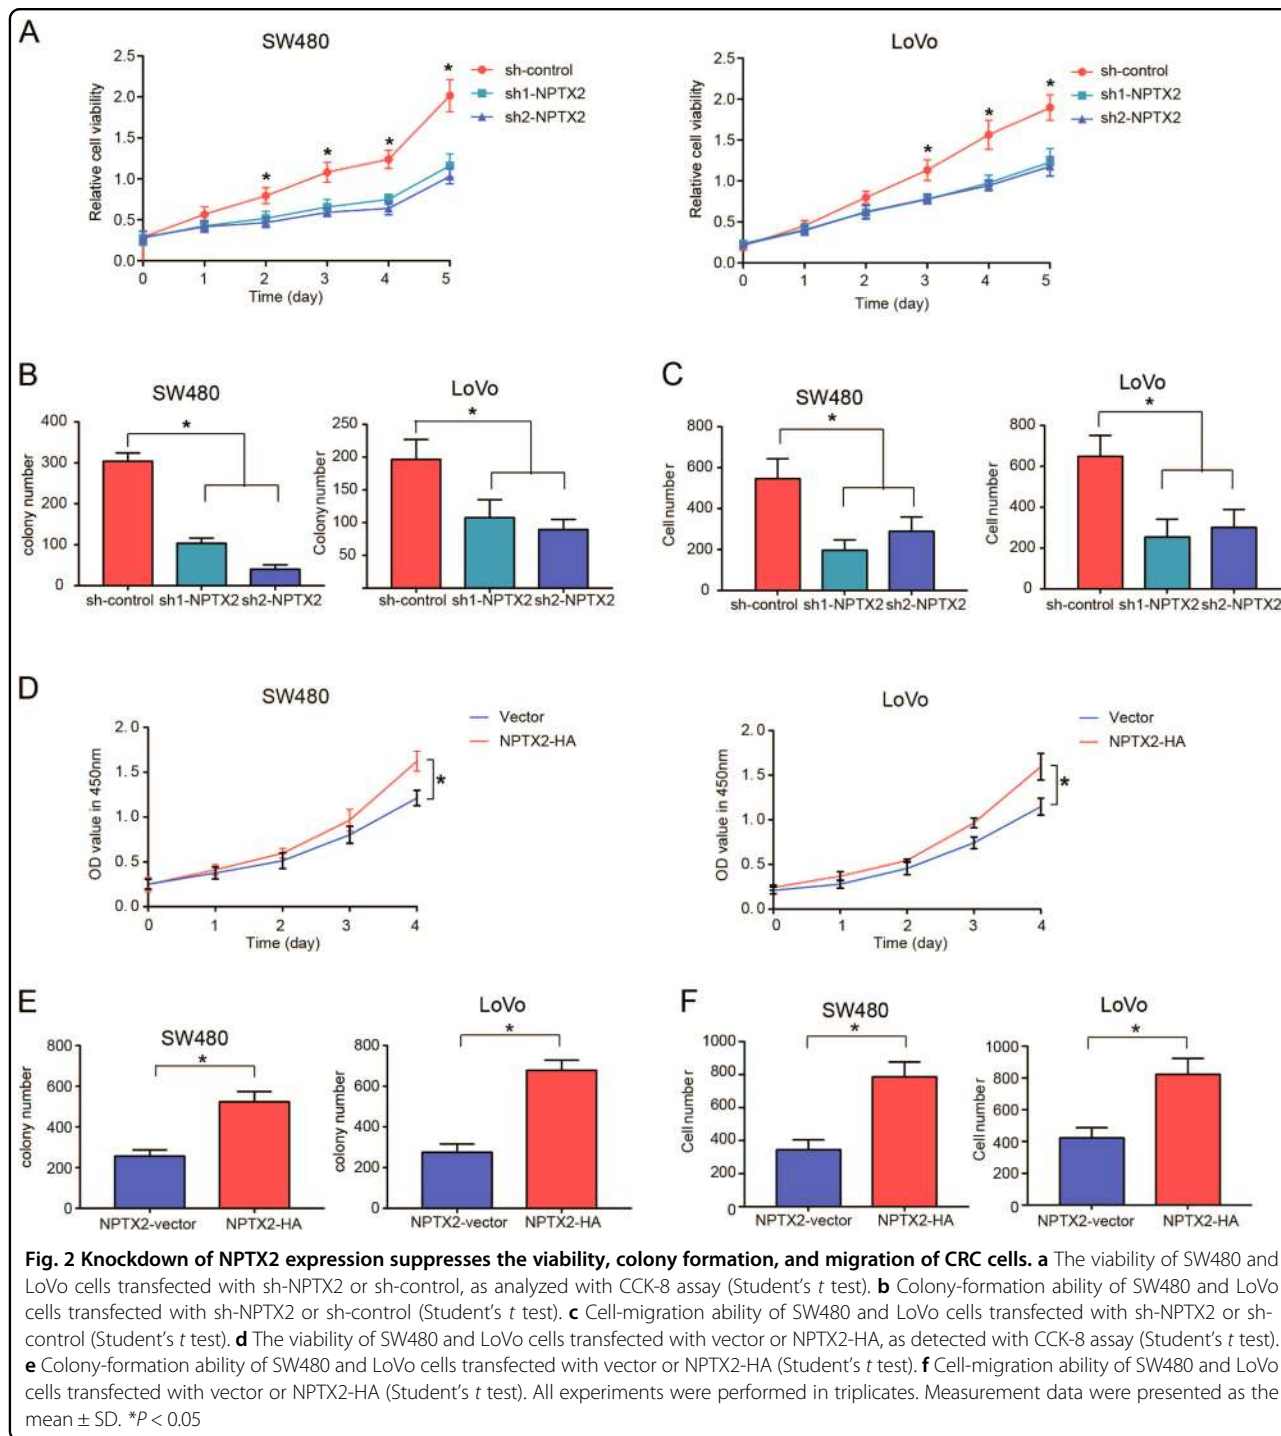 A
SW480
Relative cell viability
2.5
2.0
1.5
1.0
0.5
0.0
* * * *
0 1 2 3 4 5
Time (day)
sh-control
sh1-NPTX2
sh2-NPTX2
LoVo
Relative cell viability
2.5
2.0
1.5
1.0
0.5
0.0
* * *
0 1 2 3 4 5
Time (day)
sh-control
sh1-NPTX2
sh2-NPTX2
B
SW480
colony number
400
300
200
100
0
*
sh-control sh1-NPTX2 sh2-NPTX2
LoVo
Colony number
250
200
150
100
50
*
sh-control sh1-NPTX2 sh2-NPTX2
C
SW480
Cell number
800
600
400
200
0
*
sh-control sh1-NPTX2 sh2-NPTX2
LoVo
Cell number
800
600
400
200
0
*
sh-control sh1-NPTX2 sh2-NPTX2
D
SW480
OD value in 450nm
2.0
1.5
1.0
0.5
0.0
*
0 1 2 3 4
Time (day)
Vector
NPTX2-HA
LoVo
OD value in 450nm
2.0
1.5
1.0
0.5
0.0
*
0 1 2 3 4
Time (day)
Vector
NPTX2-HA
E
SW480
colony number
800
600
400
200
0
*
NPTX2-vector NPTX2-HA
LoVo
colony number
800
600
400
200
0
*
NPTX2-vector NPTX2-HA
F
SW480
Cell number
1000
800
600
400
200
0
*
NPTX2-vector NPTX2-HA
LoVo
Cell number
1000
800
600
400
200
0
*
NPTX2-vector NPTX2-HA
Fig. 2 Knockdown of NPTX2 expression suppresses the viability, colony formation, and migration of CRC cells. a The viability of SW480 and
LoVo cells transfected with sh-NPTX2 or sh-control, as analyzed with CCK-8 assay (Student's t test). b Colony-formation ability of SW480 and LoVo
cells transfected with sh-NPTX2 or sh-control (Student's t test). c Cell-migration ability of SW480 and LoVo cells transfected with sh-NPTX2 or sh-
control (Student's t test). d The viability of SW480 and LoVo cells transfected with vector or NPTX2-HA, as detected with CCK-8 assay (Student's t test).
e Colony-formation ability of SW480 and LoVo cells transfected with vector or NPTX2-HA (Student's t test). f Cell-migration ability of SW480 and LoVo
cells transfected with vector or NPTX2-HA (Student's t test). All experiments were performed in triplicates. Measurement data were presented as the
mean ± SD. *P < 0.05